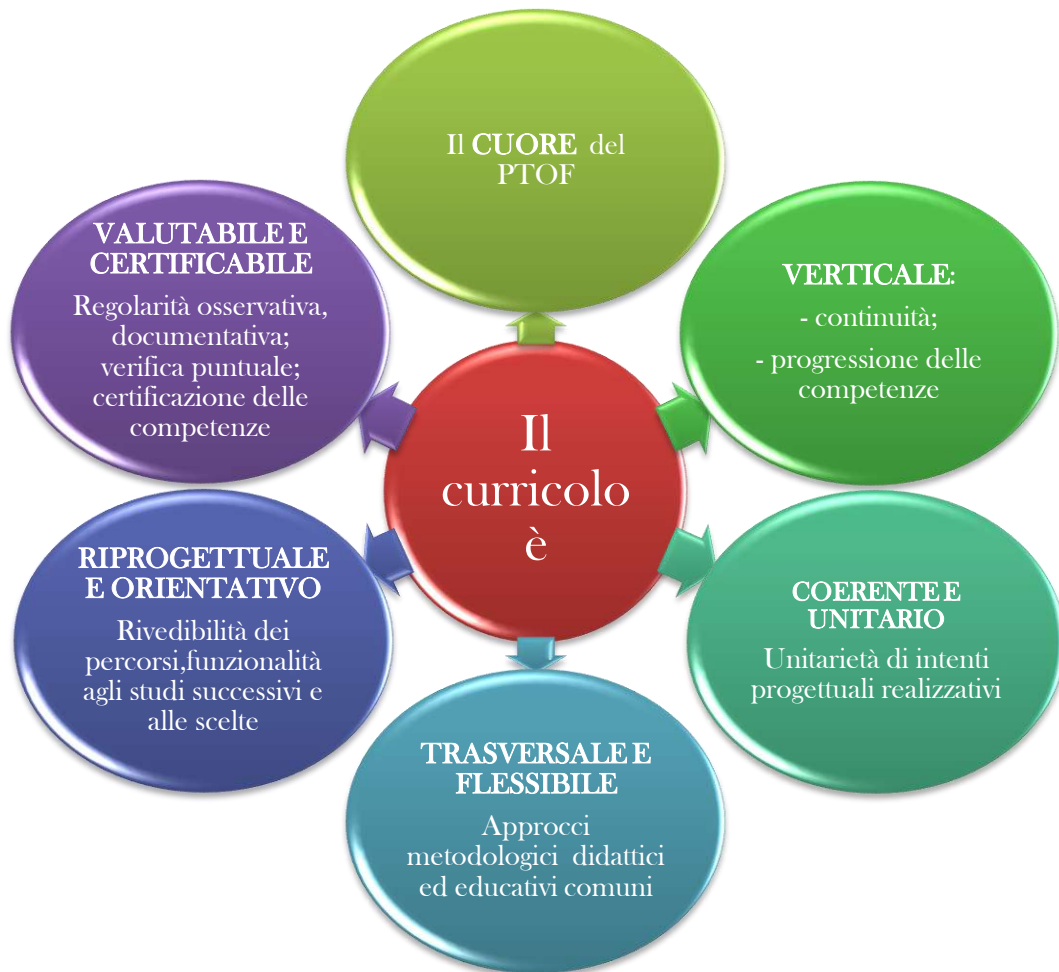 Il CUORE del
PTOF
VERTICALE:
- continuità;
- progressione delle
competenze
COERENTE E
UNITARIO
Unitarietà di intenti
progettuali realizzativi
TRASVERSALE E
FLESSIBILE
Approcci
metodologici didattici
ed educativi comuni
RIPROGETTUALE
E ORIENTATIVO
Rivedibilità dei
percorsi,funzionalità
agli studi successivi e
alle scelte
VALUTABILE E
CERTIFICABILE
Regolarità osservativa,
documentativa;
verifica puntuale;
certificazione delle
competenze
Il
curricolo
è